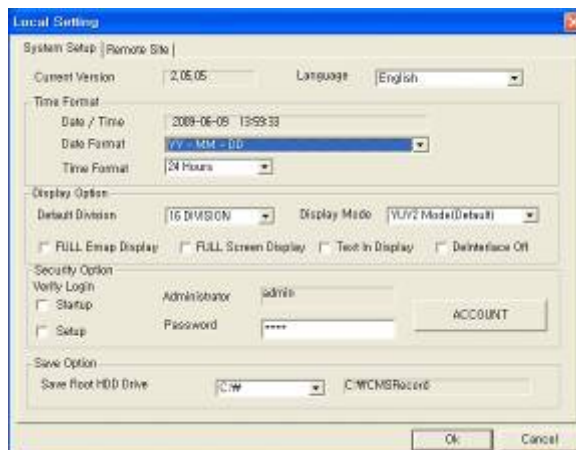 Local Setting
System Setup Remote Site
Current Version 2,05,05 Language English
Time Format
Date / Time 2009-06-09 13:59:33
Date Format YY - MM - DD
Time Format 24 Hours
Display Option
Default Division 16 DIVISION Display Mode YUY2 Mode(Default)
FULL Emap Display FULL Screen Display Text In Display DeInterlace Off
Security Option
Verify Login
Startup Administrator admin
Setup Password **** ACCOUNT
Save Option
Save Root HDD Drive C:₩ C:₩CMSRecord
Ok Cancel